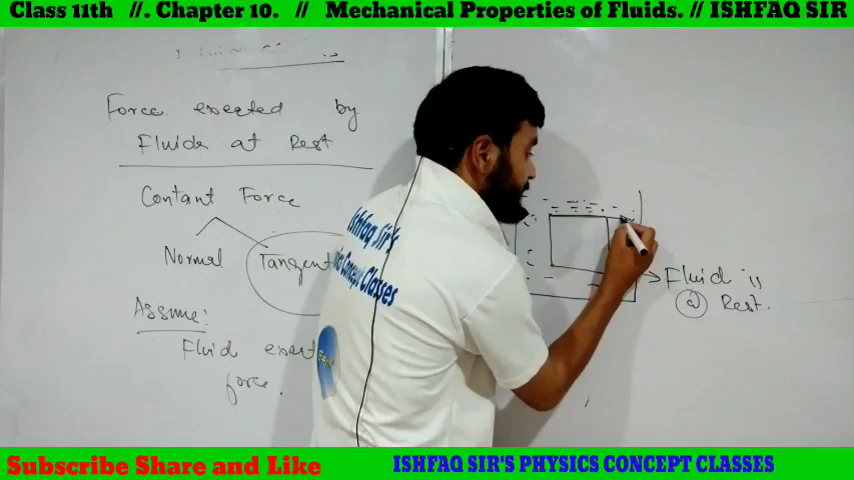 Class 11th //. Chapter 10. // Mechanical Properties of Fluids. // ISHFAQ SIR
Force exerted by
Fluids at Rest
Contant Force
Normal Tangent
Assume:
Fluid exert
force.
Ishfaq Sir's
Concept Classes
Fluid is
@ Rest.
Subscribe Share and Like
ISHFAQ SIR'S PHYSICS CONCEPT CLASSES